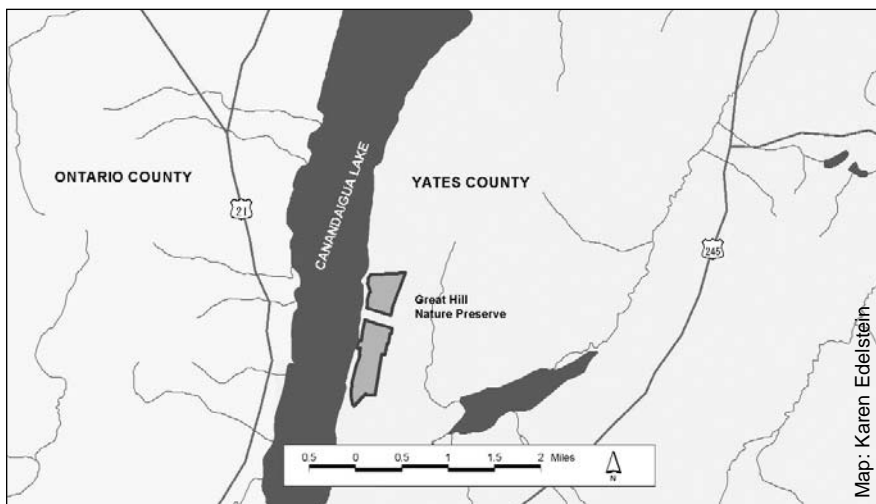 ONTARIO COUNTY
21
CANANDAIGUA LAKE
YATES COUNTY
245
Great Hill
Nature Preserve
0.5 0 0.5 1 1.5 2 Miles
N
Map: Karen Edelstein